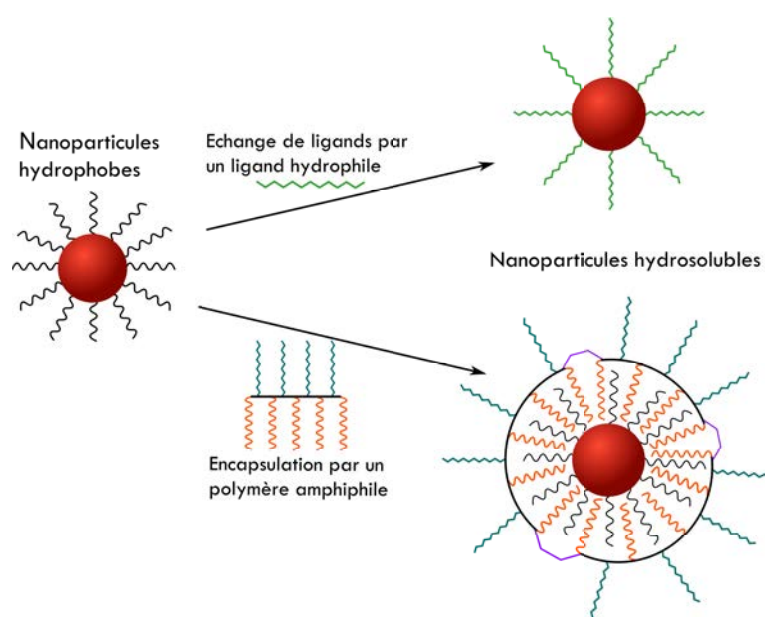 Nanoparticules
hydrophobes
Echange de ligands par
un ligand hydrophile
Nanoparticules hydrosolubles
Encapsulation par un
polymère amphiphile